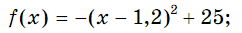 f(x) = −(x − 1,2)² + 25;